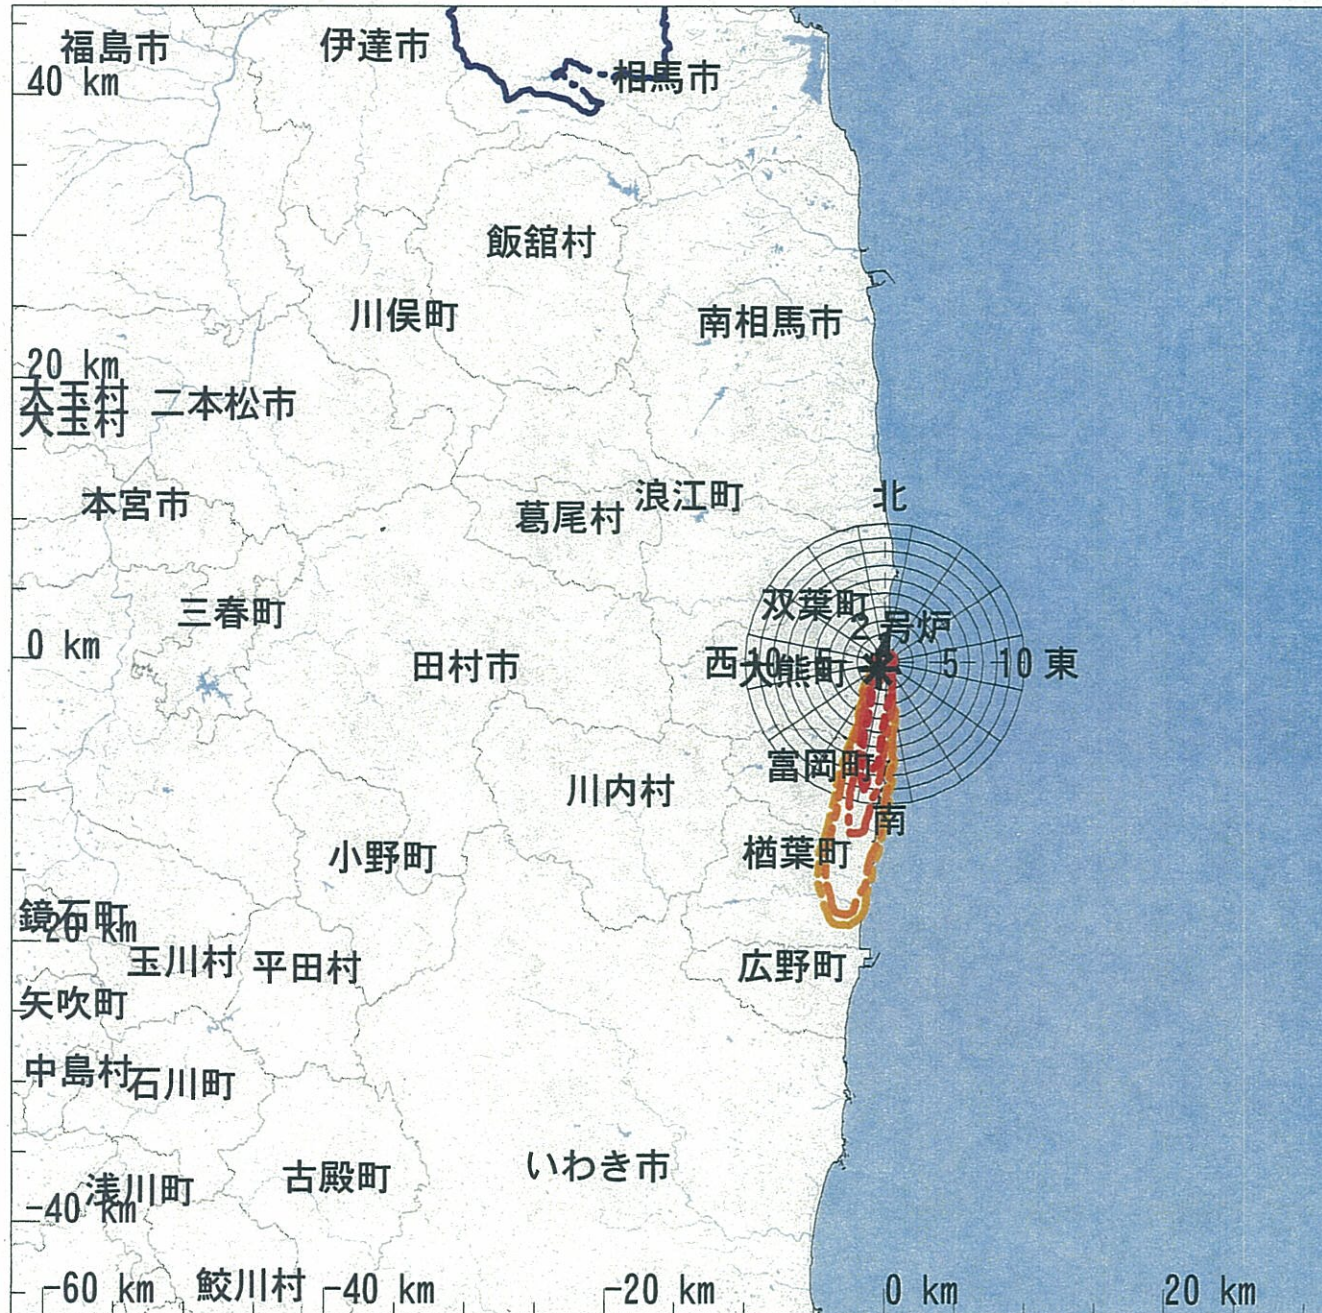 福島市
伊達市
相馬市
40 km
飯舘村
川俣町
南相馬市
20 km
大玉村
大玉村
二本松市
本宮市
葛尾村
浪江町
北
三春町
双葉町
2号炉
0 km
田村市
西
10
5
大熊町
5
10
東
富岡町
川内村
南
小野町
楢葉町
鏡石町
-20 km
玉川村
平田村
広野町
矢吹町
中島村
石川町
いわき市
古殿町
浅川町
-40 km
-60 km
鮫川村
-40 km
-20 km
0 km
20 km